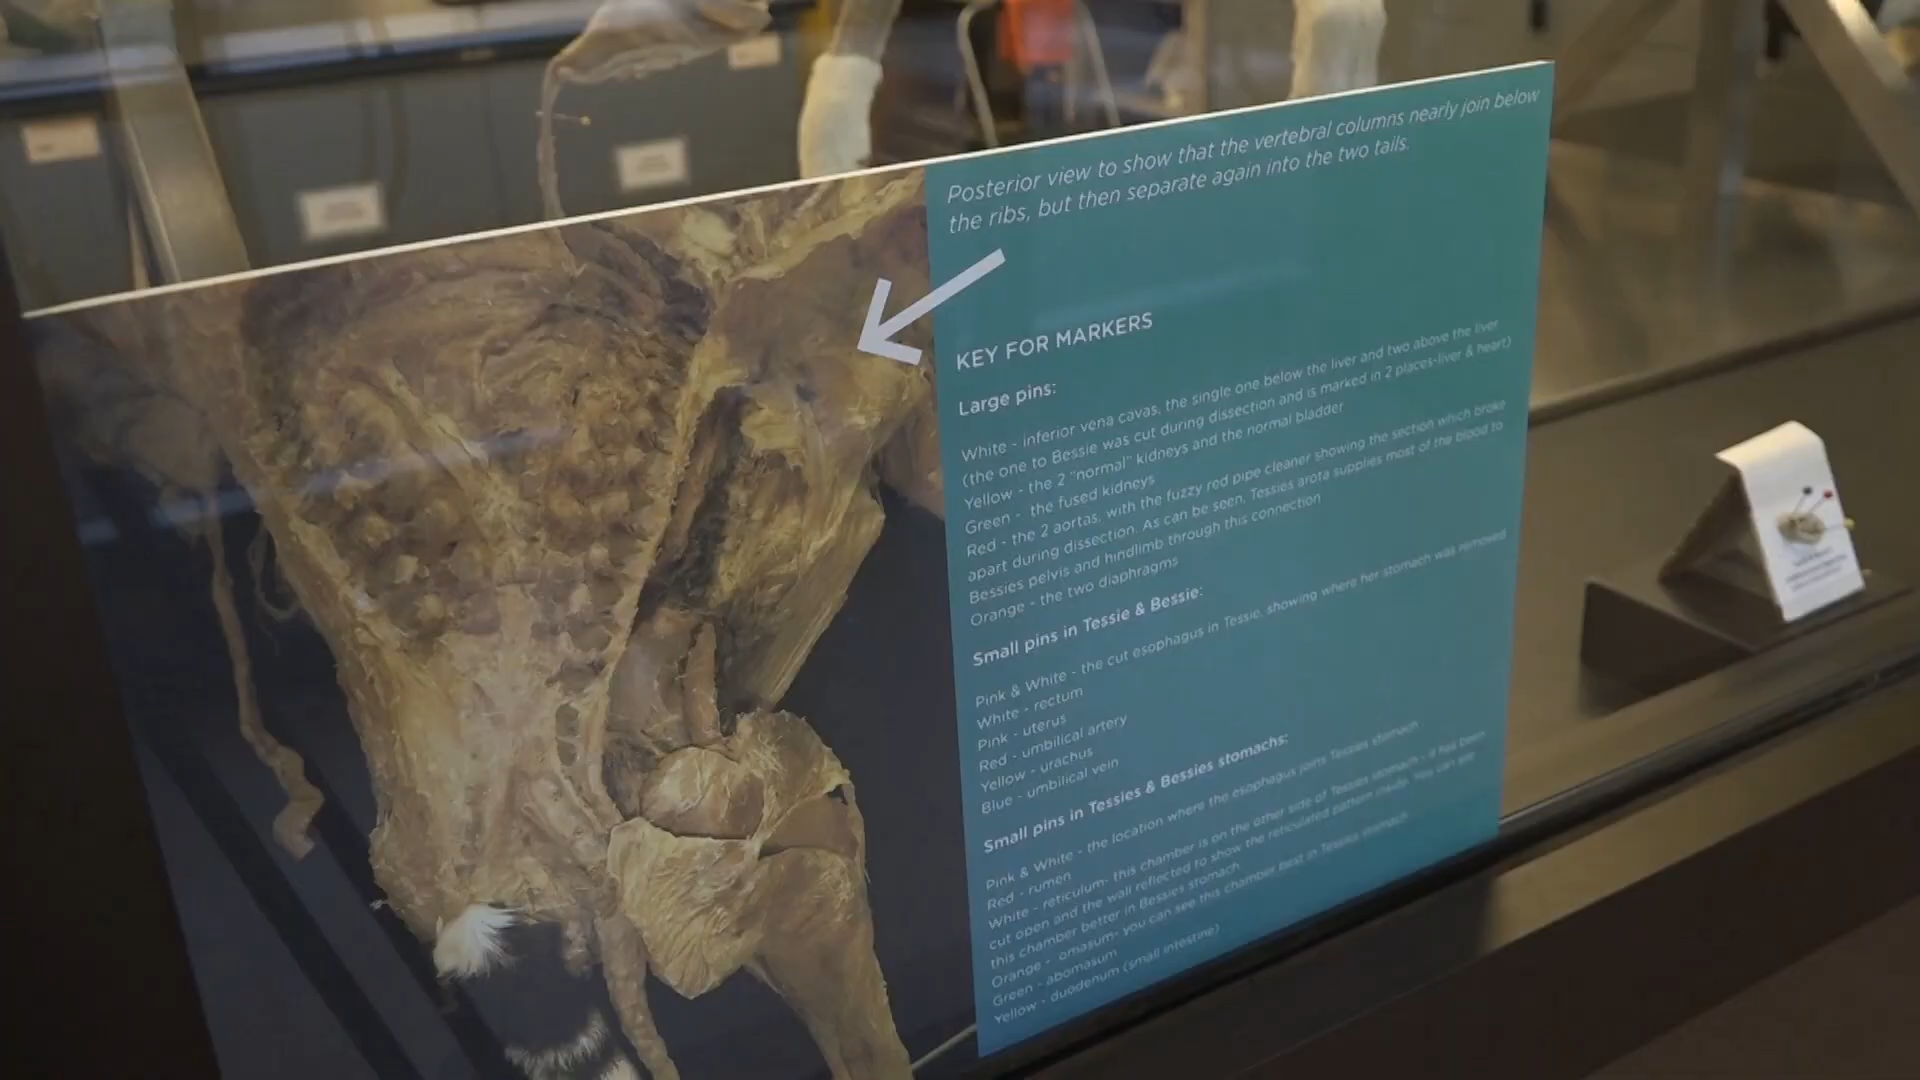 Posterior view to show that the vertebral columns nearly join below
the ribs, but then separate again into the two tails.
KEY FOR MARKERS
Large pins:
White - inferior vena cavas, the single one below the liver and two above the liver
(the one to Bessie was cut during dissection and is marked in 2 places-liver & heart)
Yellow - the 2 "normal" kidneys and the normal bladder
Green - the fused kidneys
Red - the 2 aortas, with the fuzzy red pipe cleaner showing the section which broke
apart during dissection. As can be seen, Tessies arota supplies most of the blood to
Bessies pelvis and hindlimb through this connection
Orange - the two diaphragms
Small pins in Tessie & Bessie:
Pink & White - the cut esophagus in Tessie, showing where her stomach was removed
White - rectum
Pink - uterus
Red - umbilical artery
Yellow - urachus
Blue - umbilical vein
Small pins in Tessies & Bessies stomachs:
Pink & White - the location where the esophagus joins Tessies stomach
Red - rumen
White - reticulum- this chamber is on the other side of Tessies stomach - it has been
cut open and the wall reflected to show the reticulated pattern inside. You can see
this chamber better in Bessies stomach
Orange - omasum- you can see this chamber best in Tessies stomach
Green - abomasum
Yellow - duodenum (small intestine)